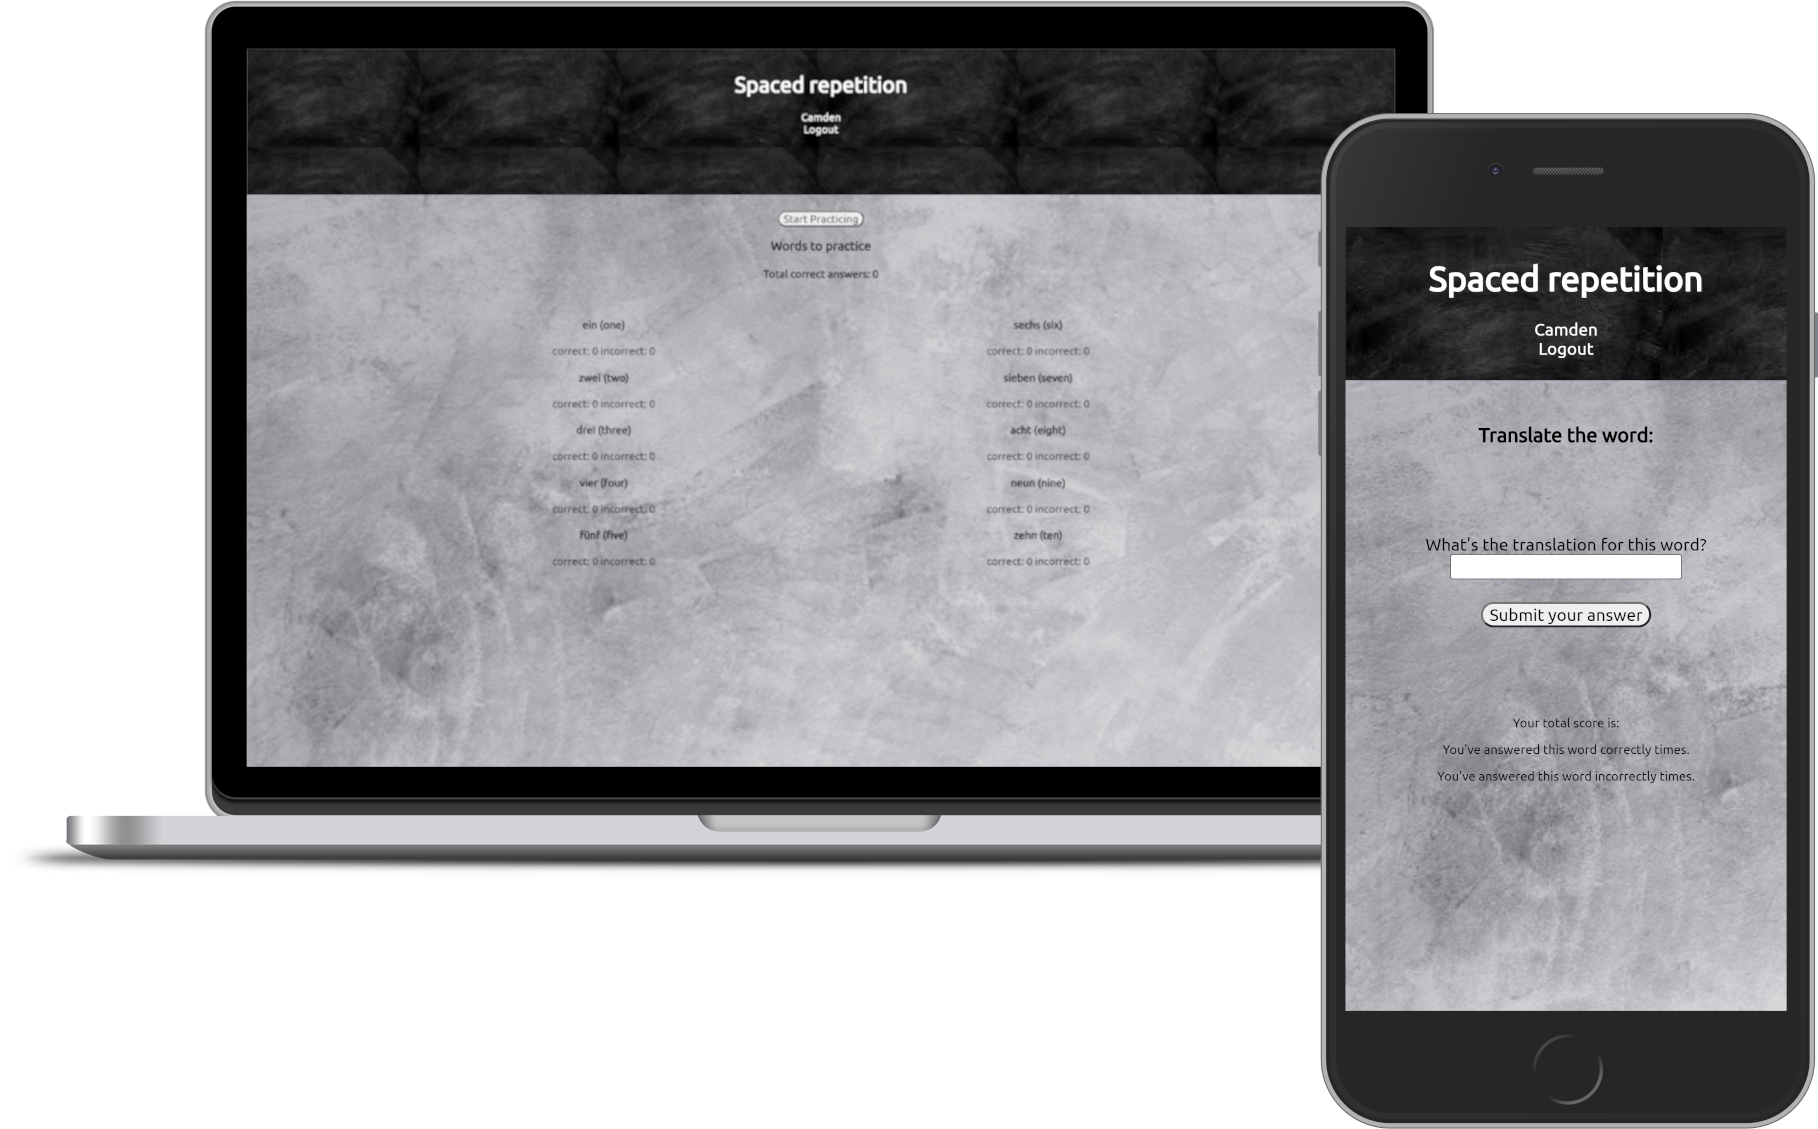 Spaced repetition
Camden
Logout
Start Practicing
Words to practice
Total correct answers: 0
ein (one)
correct: 0 incorrect: 0
zwei (two)
correct: 0 incorrect: 0
drei (three)
correct: 0 incorrect: 0
vier (four)
correct: 0 incorrect: 0
fünf (five)
correct: 0 incorrect: 0
sechs (six)
correct: 0 incorrect: 0
sieben (seven)
correct: 0 incorrect: 0
acht (eight)
correct: 0 incorrect: 0
neun (nine)
correct: 0 incorrect: 0
zehn (ten)
correct: 0 incorrect: 0
Spaced repetition
Camden
Logout
Translate the word:
What's the translation for this word?
Submit your answer
Your total score is:
You've answered this word correctly times.
You've answered this word incorrectly times.